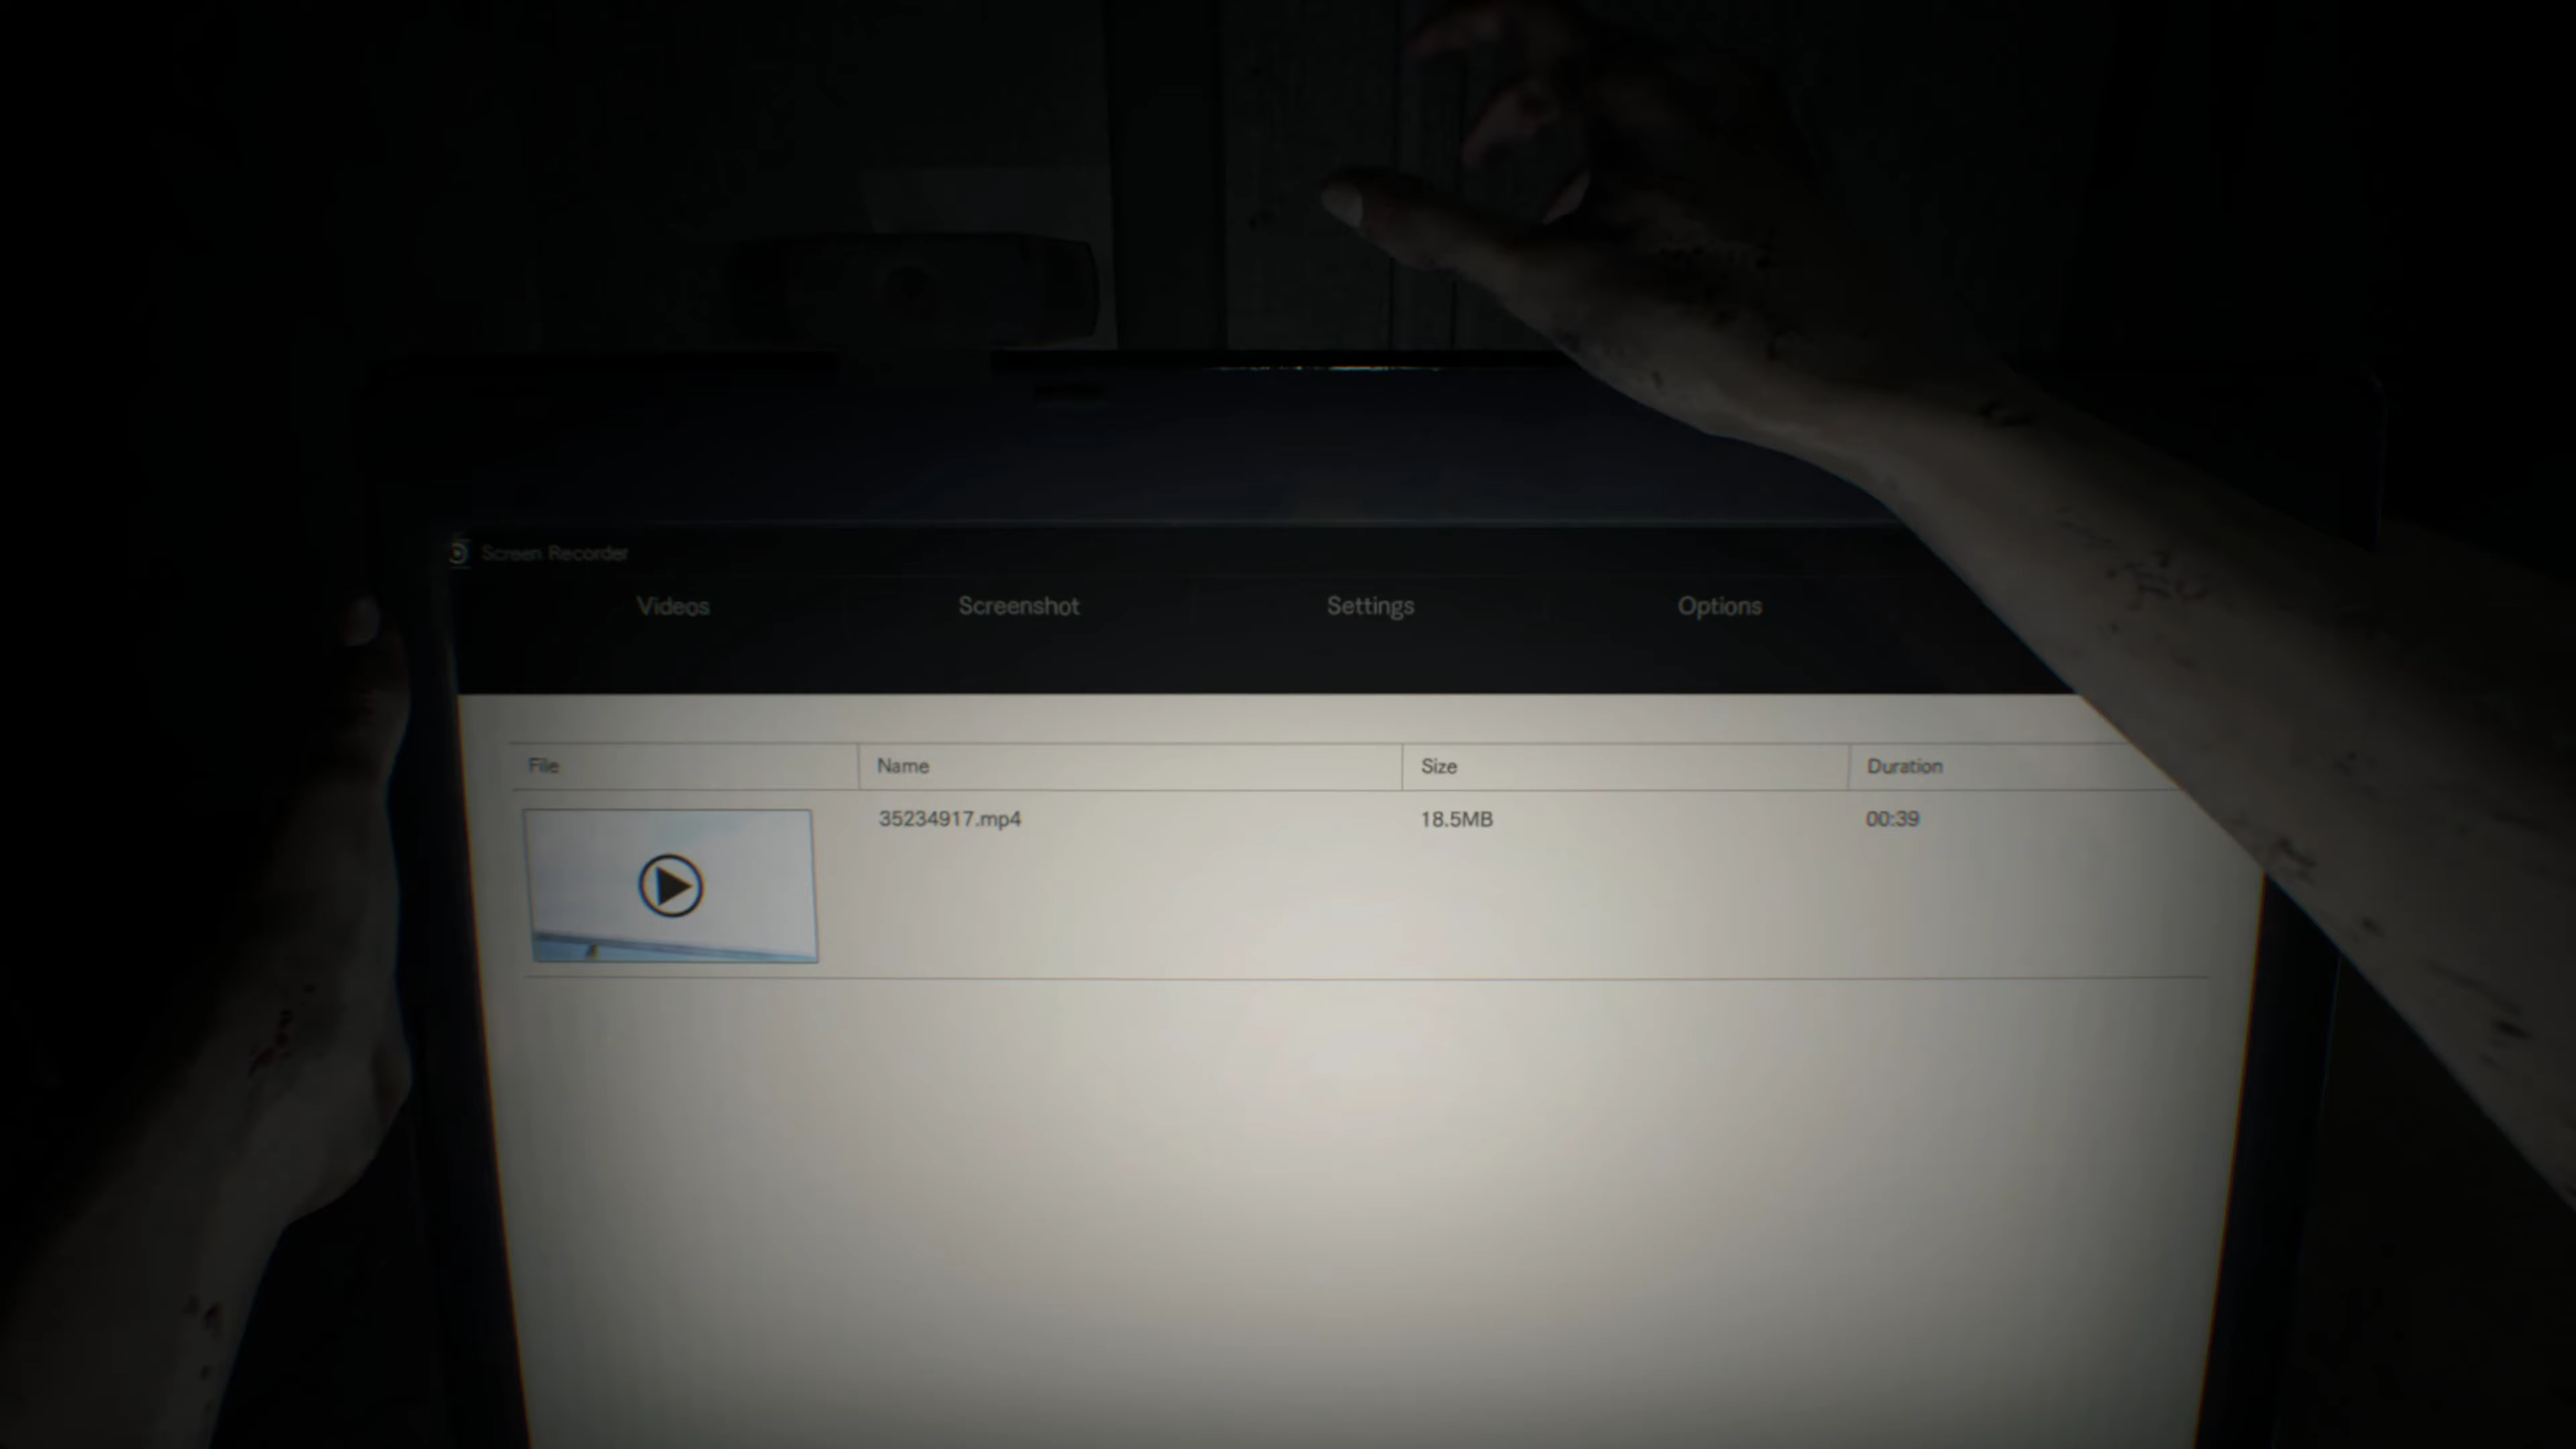 Screen Recorder
Videos Screenshot Settings Options
File Name Size Duration
35234917.mp4 18.5MB 00:39